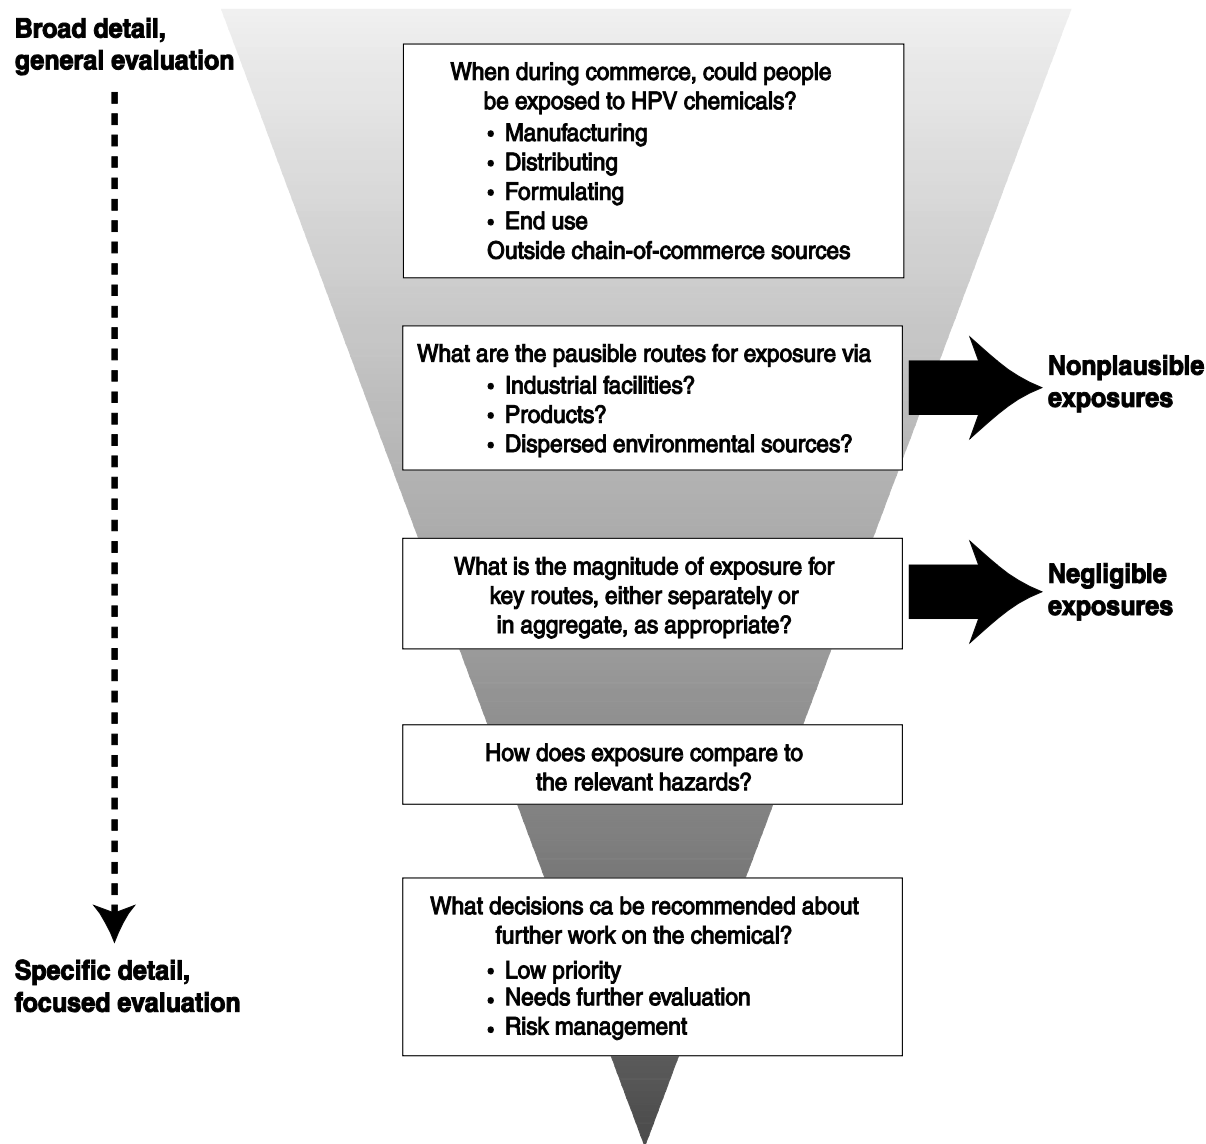 Broad detail,
general evaluation
When during commerce, could people
be exposed to HPV chemicals?
• Manufacturing
• Distributing
• Formulating
• End use
Outside chain-of-commerce sources
What are the pausible routes for exposure via
• Industrial facilities?
• Products?
• Dispersed environmental sources?
Nonplausible
exposures
What is the magnitude of exposure for
key routes, either separately or
in aggregate, as appropriate?
Negligible
exposures
How does exposure compare to
the relevant hazards?
What decisions ca be recommended about
further work on the chemical?
• Low priority
• Needs further evaluation
• Risk management
Specific detail,
focused evaluation